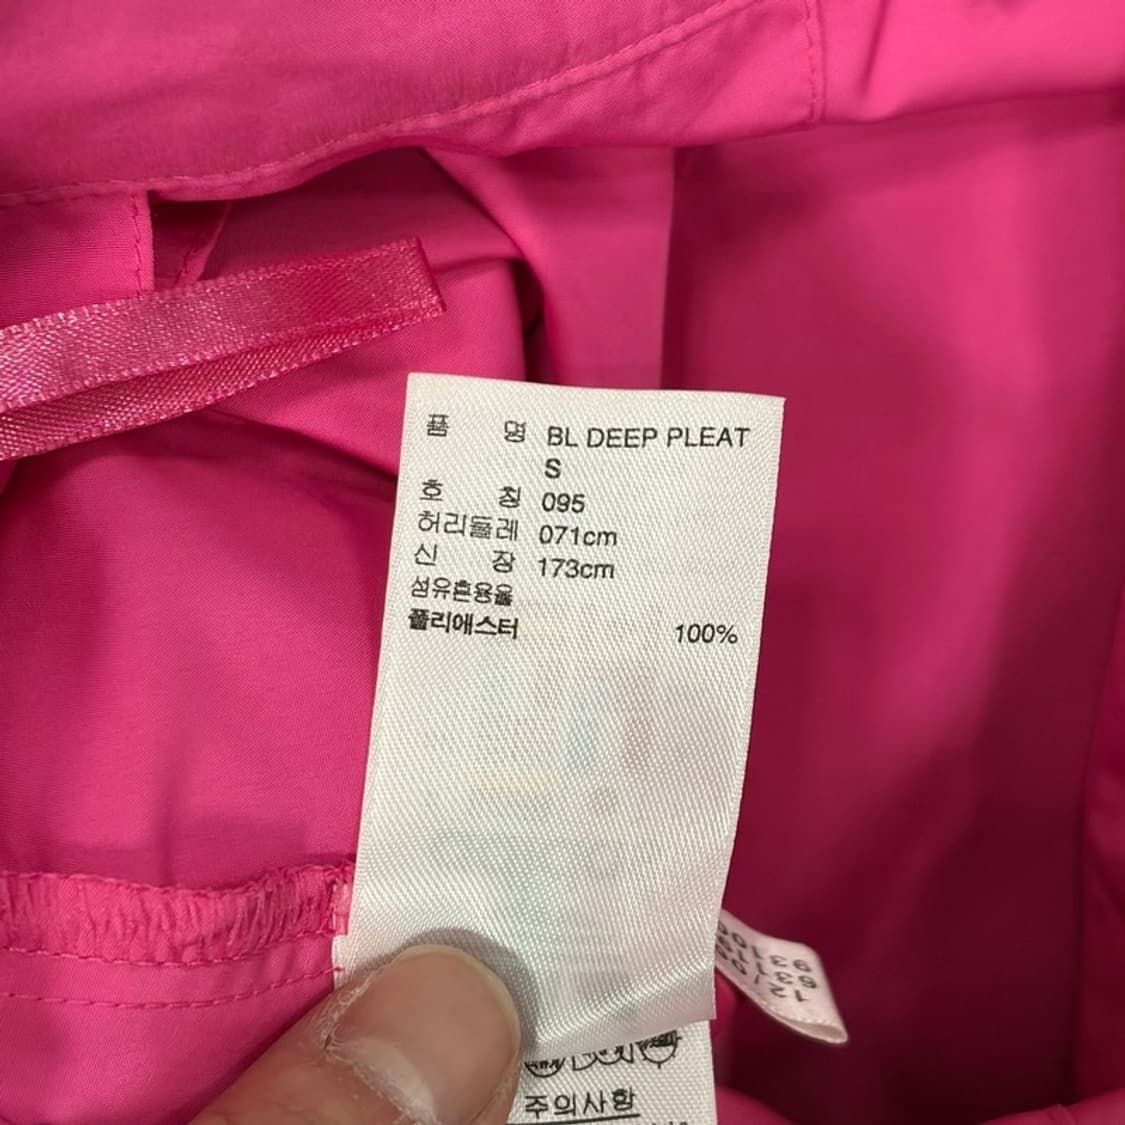 품 명 BL DEEP PLEAT
S
호 칭 095
허리둘레 071cm
신 장 173cm
섬유혼용율
폴리에스터 100%
주의사항